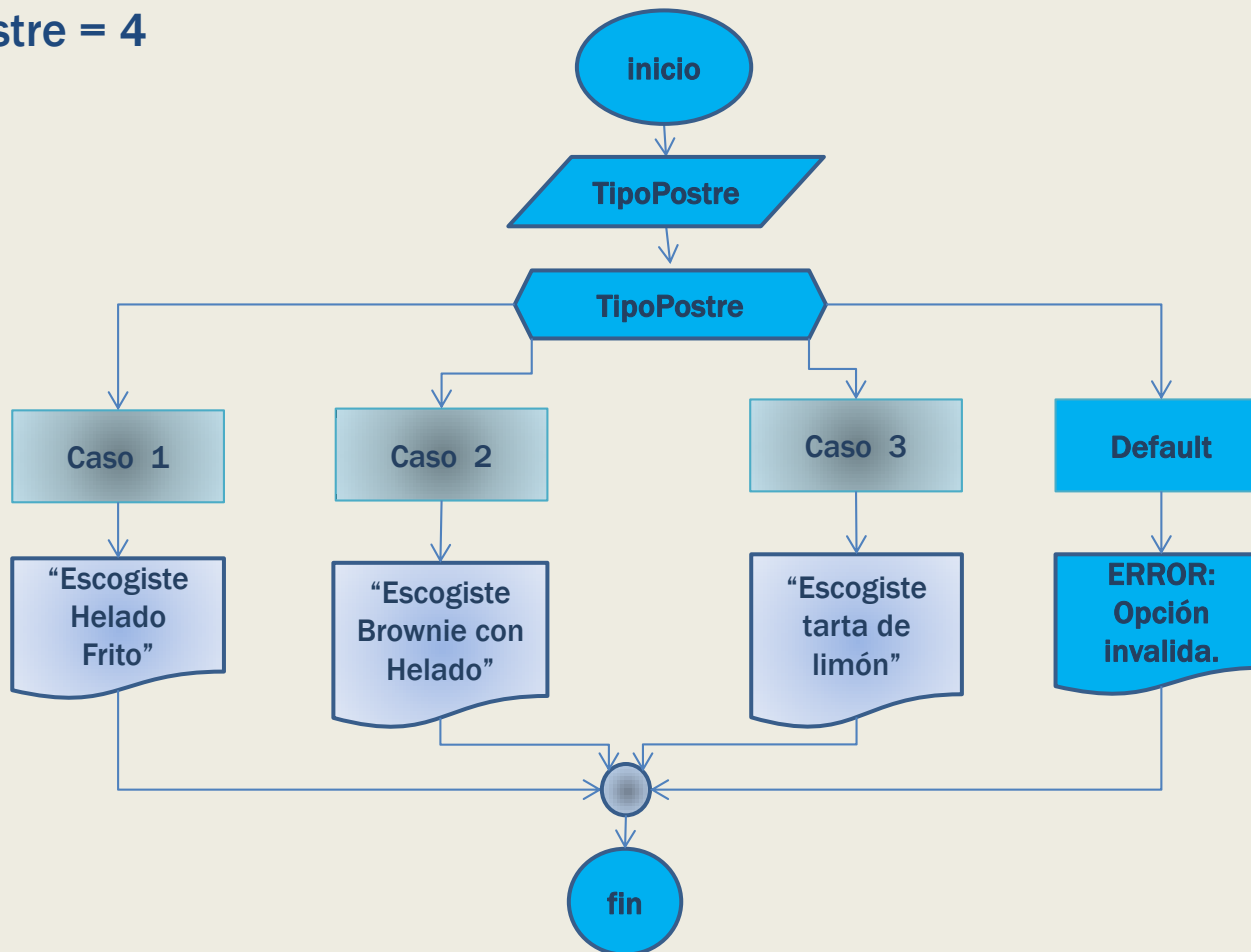 stre = 4
inicio
TipoPostre
TipoPostre
Caso 1
Caso 2
Caso 3
Default
“Escogiste
Helado
Frito”
“Escogiste
Brownie con
Helado”
“Escogiste
tarta de
limón”
ERROR:
Opción
invalida.
fin